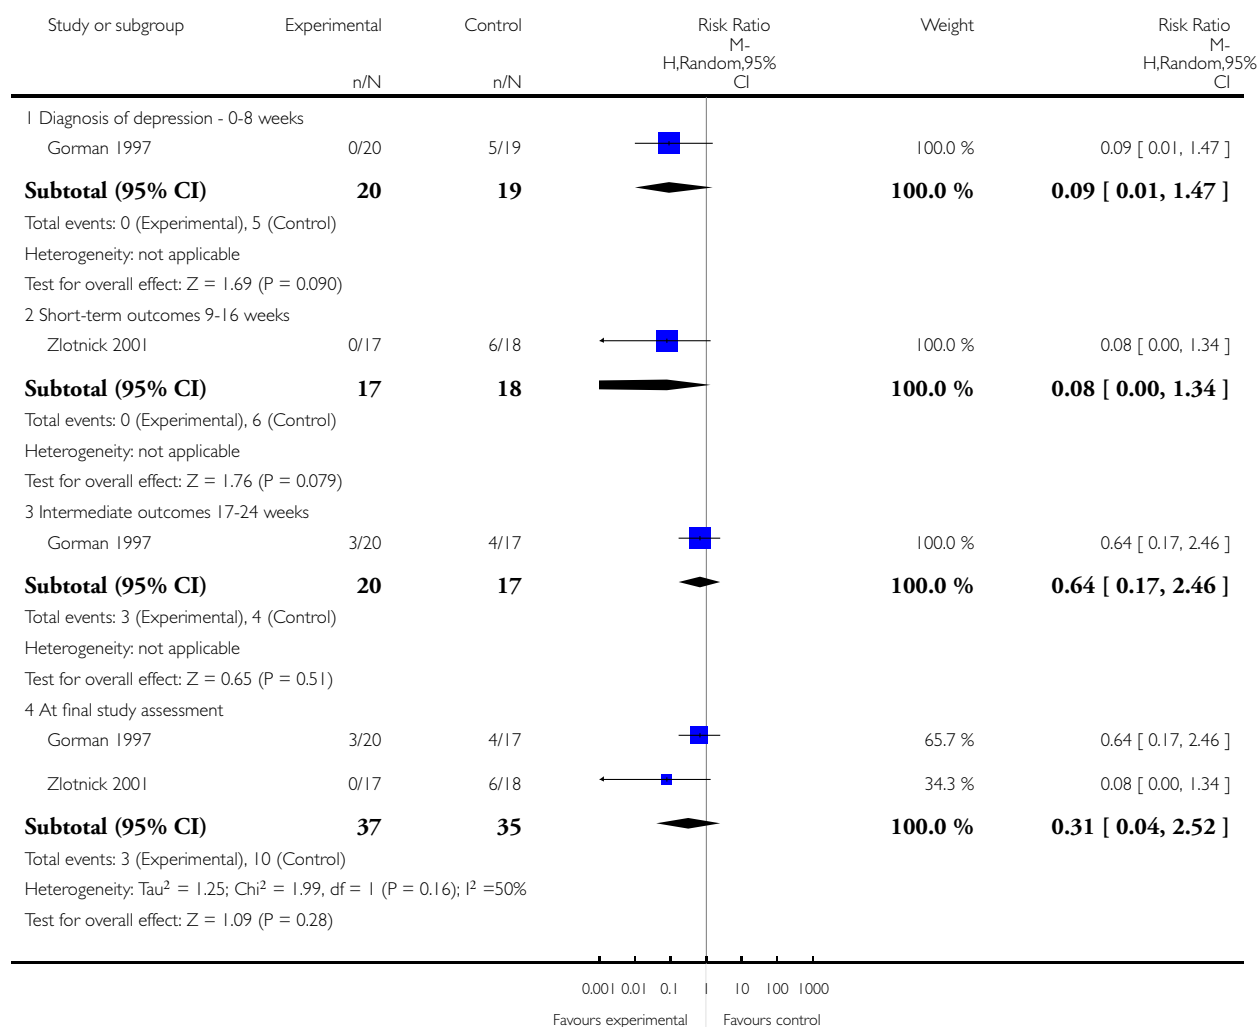 Study or subgroup Experimental Control Risk Ratio Weight Risk Ratio
M- M-
H,Random,95% H,Random,95%
n/N n/N CI CI
1 Diagnosis of depression - 0-8 weeks
Gorman 1997 0/20 5/19 100.0 % 0.09 [ 0.01, 1.47 ]
Subtotal (95% CI) 20 19 100.0 % 0.09 [ 0.01, 1.47 ]
Total events: 0 (Experimental), 5 (Control)
Heterogeneity: not applicable
Test for overall effect: Z = 1.69 (P = 0.090)
2 Short-term outcomes 9-16 weeks
Zlotnick 2001 0/17 6/18 100.0 % 0.08 [ 0.00, 1.34 ]
Subtotal (95% CI) 17 18 100.0 % 0.08 [ 0.00, 1.34 ]
Total events: 0 (Experimental), 6 (Control)
Heterogeneity: not applicable
Test for overall effect: Z = 1.76 (P = 0.079)
3 Intermediate outcomes 17-24 weeks
Gorman 1997 3/20 4/17 100.0 % 0.64 [ 0.17, 2.46 ]
Subtotal (95% CI) 20 17 100.0 % 0.64 [ 0.17, 2.46 ]
Total events: 3 (Experimental), 4 (Control)
Heterogeneity: not applicable
Test for overall effect: Z = 0.65 (P = 0.51)
4 At final study assessment
Gorman 1997 3/20 4/17 65.7 % 0.64 [ 0.17, 2.46 ]
Zlotnick 2001 0/17 6/18 34.3 % 0.08 [ 0.00, 1.34 ]
Subtotal (95% CI) 37 35 100.0 % 0.31 [ 0.04, 2.52 ]
Total events: 3 (Experimental), 10 (Control)
Heterogeneity: Tau² = 1.25; Chi² = 1.99, df = 1 (P = 0.16); I² =50%
Test for overall effect: Z = 1.09 (P = 0.28)
0.001 0.01 0.1 1 10 100 1000
Favours experimental Favours control